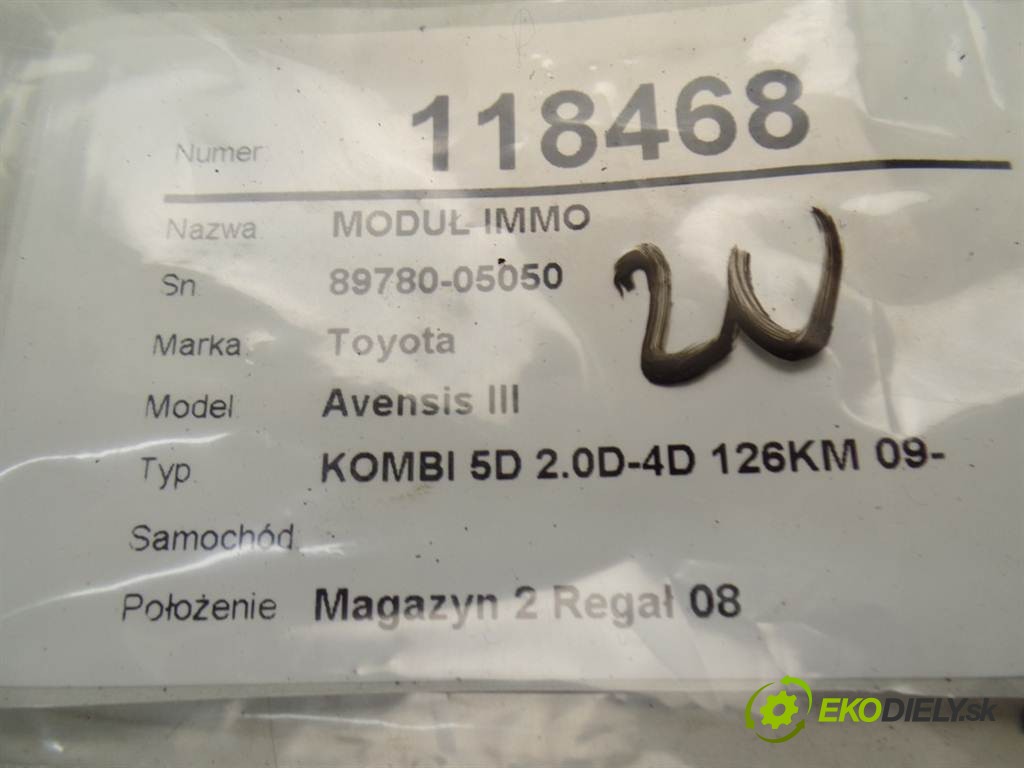 Numer 118468
Nazwa MODUŁ IMMO
Sn 89780-05050
Marka Toyota
Model Avensis III
Typ KOMBI 5D 2.0D-4D 126KM 09-
Samochód
Położenie Magazyn 2 Regał 08
EKODIELY.sk